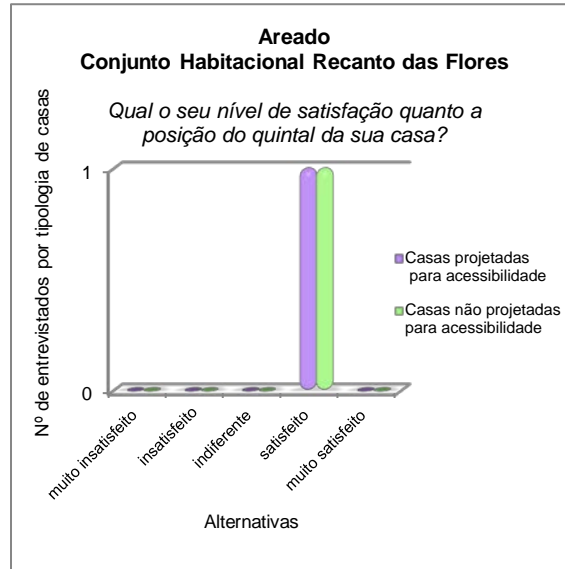 Areado
Conjunto Habitacional Recanto das Flores
Qual o seu nível de satisfação quanto a
posição do quintal da sua casa?
Nº de entrevistados por tipologia de casas
1
0
muito insatisfeito
insatisfeito
indiferente
satisfeito
muito satisfeito
Alternativas
Casas projetadas
para acessibilidade
Casas não projetadas
para acessibilidade